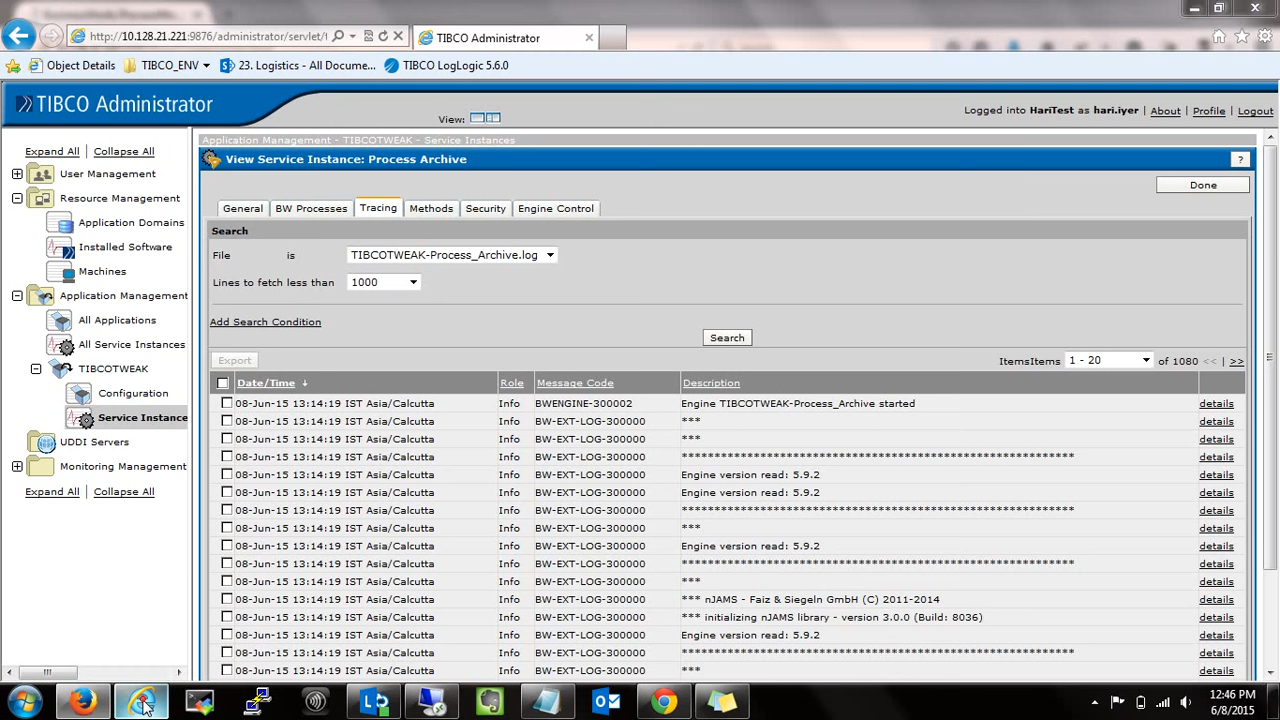 http://10.128.21.221:9876/administrator/servlet/t
TIBCO Administrator
Object Details
TIBCO_ENV
23. Logistics - All Docume...
TIBCO LogLogic 5.6.0
TIBCO Administrator
View:
Logged into HariTest as hari.iyer
About
Profile
Logout
Expand All
Collapse All
User Management
Resource Management
Application Domains
Installed Software
Machines
Application Management
All Applications
All Service Instances
TIBCOTWEAK
Configuration
Service Instance
UDDI Servers
Monitoring Management
Expand All
Collapse All
Application Management - TIBCOTWEAK - Service Instances
View Service Instance: Process Archive
?
Done
General
BW Processes
Tracing
Methods
Security
Engine Control
Search
File is TIBCOTWEAK-Process_Archive.log
Lines to fetch less than 1000
Add Search Condition
Search
Export
ItemsItems 1 - 20 of 1080 << | >>
Date/Time Role Message Code Description
08-Jun-15 13:14:19 IST Asia/Calcutta Info BWENGINE-300002 Engine TIBCOTWEAK-Process_Archive started details
08-Jun-15 13:14:19 IST Asia/Calcutta Info BW-EXT-LOG-300000 *** details
08-Jun-15 13:14:19 IST Asia/Calcutta Info BW-EXT-LOG-300000 *** details
08-Jun-15 13:14:19 IST Asia/Calcutta Info BW-EXT-LOG-300000 **************************************************************** details
08-Jun-15 13:14:19 IST Asia/Calcutta Info BW-EXT-LOG-300000 Engine version read: 5.9.2 details
08-Jun-15 13:14:19 IST Asia/Calcutta Info BW-EXT-LOG-300000 Engine version read: 5.9.2 details
08-Jun-15 13:14:19 IST Asia/Calcutta Info BW-EXT-LOG-300000 **************************************************************** details
08-Jun-15 13:14:19 IST Asia/Calcutta Info BW-EXT-LOG-300000 *** details
08-Jun-15 13:14:19 IST Asia/Calcutta Info BW-EXT-LOG-300000 Engine version read: 5.9.2 details
08-Jun-15 13:14:19 IST Asia/Calcutta Info BW-EXT-LOG-300000 **************************************************************** details
08-Jun-15 13:14:19 IST Asia/Calcutta Info BW-EXT-LOG-300000 *** details
08-Jun-15 13:14:19 IST Asia/Calcutta Info BW-EXT-LOG-300000 *** nJAMS - Faiz & Siegeln GmbH (C) 2011-2014 details
08-Jun-15 13:14:19 IST Asia/Calcutta Info BW-EXT-LOG-300000 *** initializing nJAMS library - version 3.0.0 (Build: 8036) details
08-Jun-15 13:14:19 IST Asia/Calcutta Info BW-EXT-LOG-300000 Engine version read: 5.9.2 details
08-Jun-15 13:14:19 IST Asia/Calcutta Info BW-EXT-LOG-300000 **************************************************************** details
08-Jun-15 13:14:19 IST Asia/Calcutta Info BW-EXT-LOG-300000 *** details
12:46 PM
6/8/2015